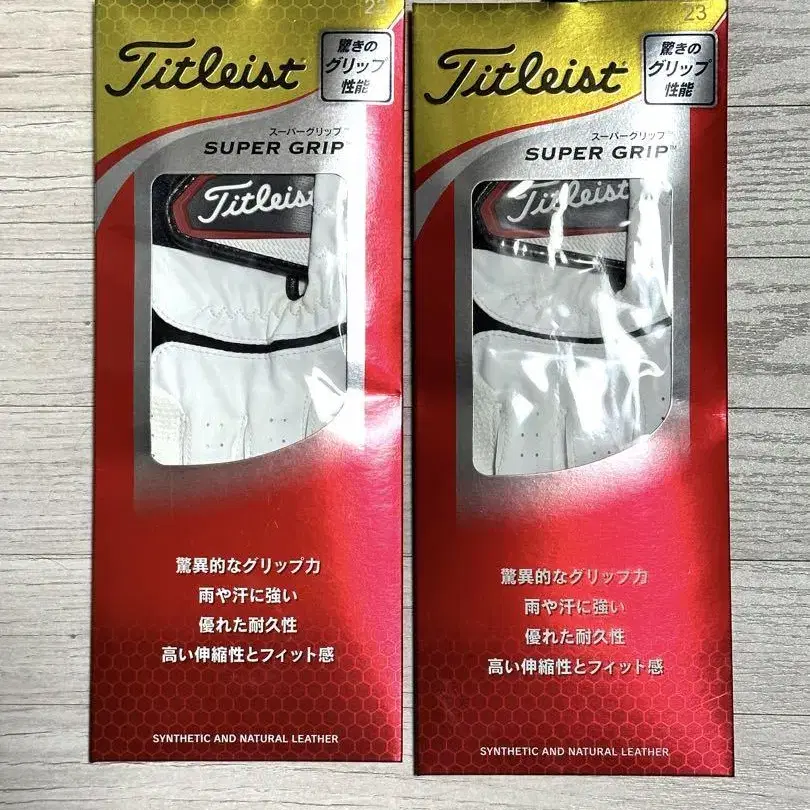 23
Titleist
驚きの
グリップ
性能
スーパーグリップ
SUPER GRIP™
Titleist
驚異的なグリップ力
雨や汗に強い
優れた耐久性
高い伸縮性とフィット感
SYNTHETIC AND NATURAL LEATHER
23
Titleist®
驚きの
グリップ
性能
スーパーグリップ
SUPER GRIP™
Titleist
驚異的なグリップ力
雨や汗に強い
優れた耐久性
高い伸縮性とフィット感
SYNTHETIC AND NATURAL LEATHER